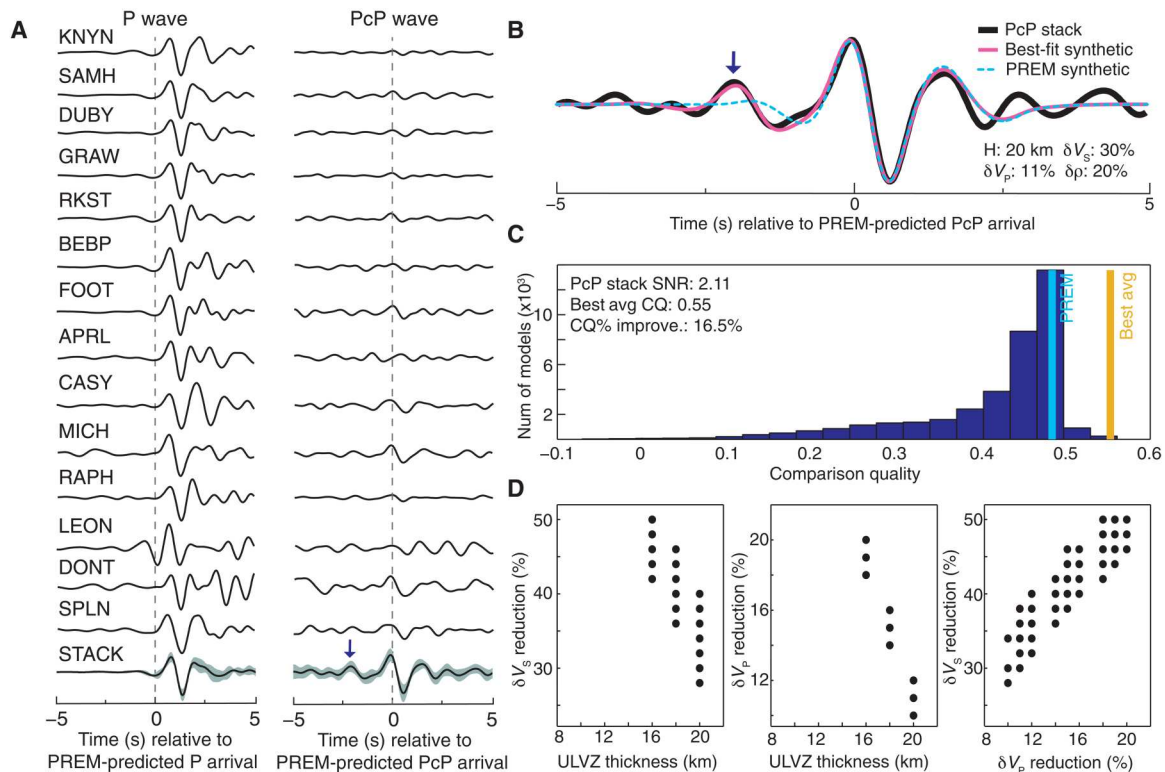 A
P wave
PcP wave
KNYN
SAMH
DUBY
GRAW
RKST
BEBP
FOOT
APRL
CASY
MICH
RAPH
LEON
DONT
SPLN
STACK
−5
0
5
−5
0
5
Time (s) relative to
PREM-predicted P arrival
Time (s) relative to
PREM-predicted PcP arrival
B
PcP stack
Best-fit synthetic
PREM synthetic
H: 20 km δVS: 30%
δVP: 11% δρ: 20%
−5
0
5
Time (s) relative to PREM-predicted PcP arrival
C
PcP stack SNR: 2.11
Best avg CQ: 0.55
CQ% improve.: 16.5%
PREM
Best avg
Num of models (x10³)
10
6
2
−0.1
0
0.1
0.2
0.3
0.4
0.5
0.6
Comparison quality
D
δVS reduction (%)
50
40
30
8
12
16
20
ULVZ thickness (km)
δVP reduction (%)
20
16
12
8
12
16
20
ULVZ thickness (km)
δVS reduction (%)
50
40
30
8
12
16
20
δVP reduction (%)